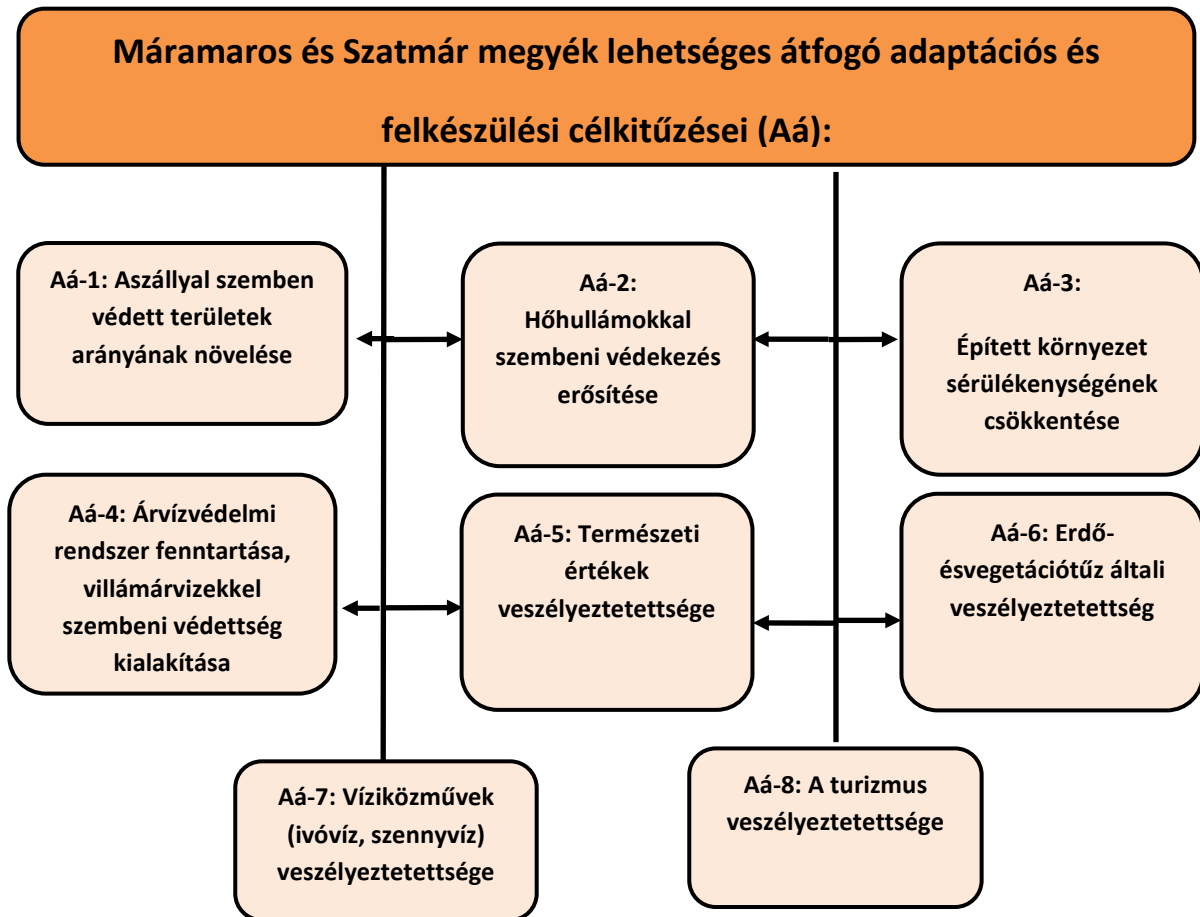 Máramaros és Szatmár megyék lehetséges átfogó adaptációs és
felkészülési célkitűzései (Aá):
Aá-1: Aszállyal szemben
védett területek
arányának növelése
Aá-2:
Hőhullámokkal
szembeni védekezés
erősítése
Aá-3:
Épített környezet
sérülékenységének
csökkentése
Aá-4: Árvízvédelmi
rendszer fenntartása,
villámárvizekkel
szembeni védettség
kialakítása
Aá-5: Természeti
értékek
veszélyeztetettsége
Aá-6: Erdő-
ésvegetációtűz általi
veszélyeztetettség
Aá-7: Víziközművek
(ivóvíz, szennyvíz)
veszélyeztetettsége
Aá-8: A turizmus
veszélyeztetettsége